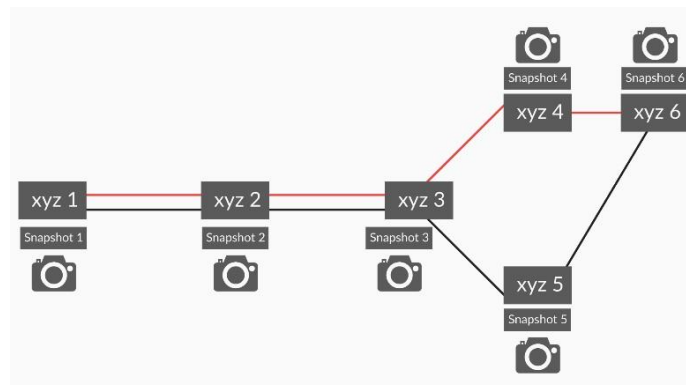 Snapshot 4
Snapshot 6
xyz 4
xyz 6
xyz 1
xyz 2
xyz 3
Snapshot 1
Snapshot 2
Snapshot 3
xyz 5
Snapshot 5